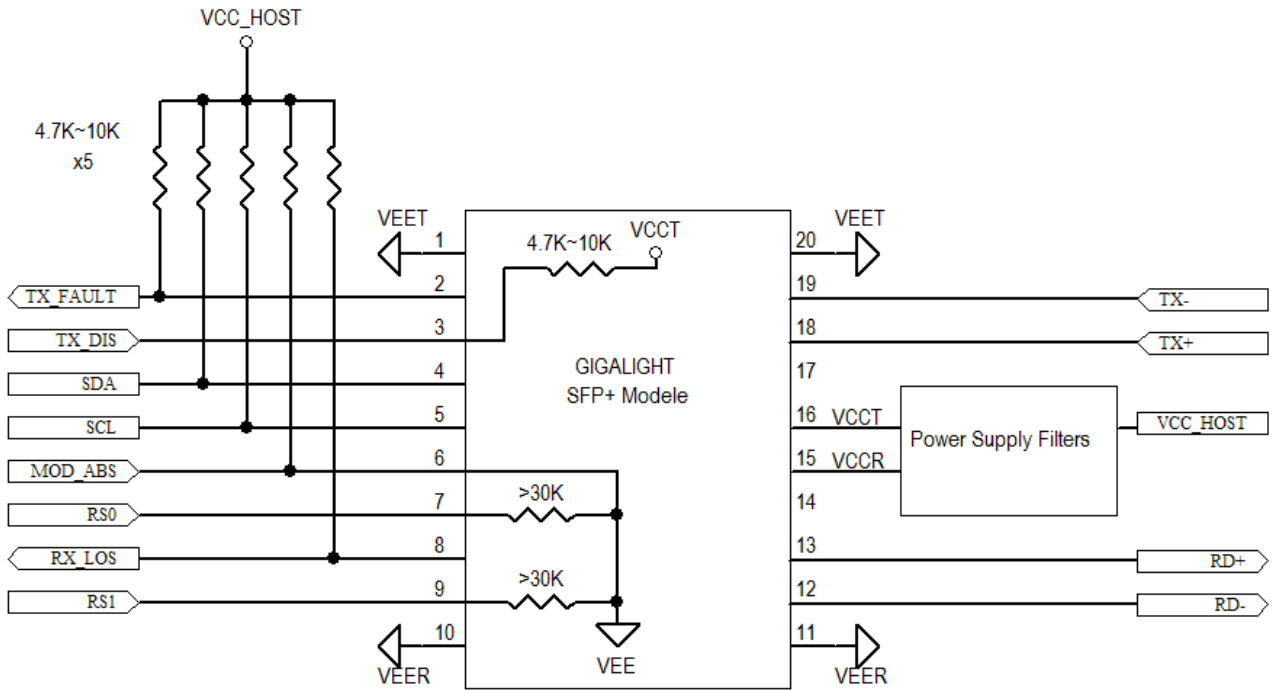 VCC_HOST
4.7K~10K
x5
VEET
1
4.7K~10K
VCCT
20
VEET
TX_FAULT
2
19
TX-
TX_DIS
3
18
TX+
SDA
4
GIGALIGHT
SFP+ Modele
17
SCL
5
16
VCCT
Power Supply Filters
VCC_HOST
MOD_ABS
6
15
VCCR
RS0
7
>30K
14
RX_LOS
8
13
RD+
RS1
9
>30K
12
RD-
10
VEER
VEE
11
VEER